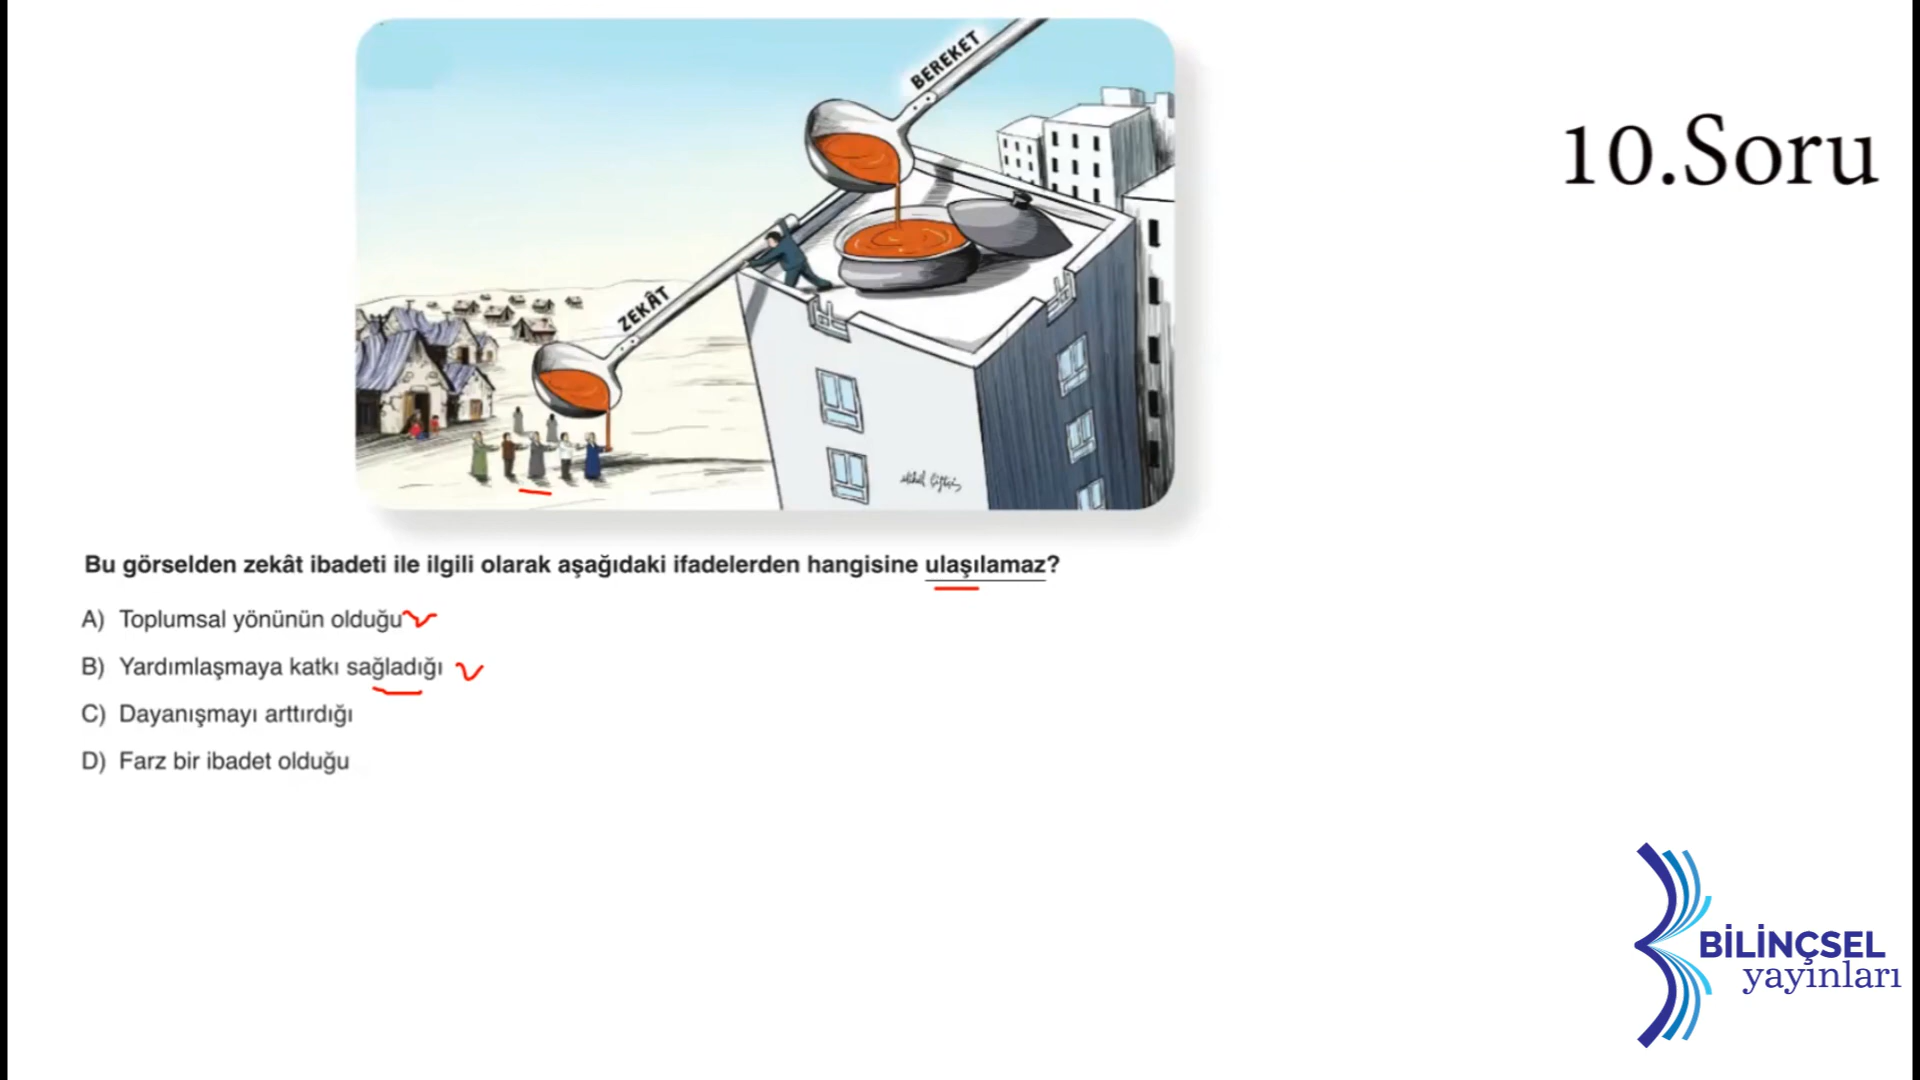 BEREKET
10.Soru
ZEKÂT
Bu görselden zekât ibadeti ile ilgili olarak aşağıdaki ifadelerden hangisine ulaşılamaz?
A) Toplumsal yönünün olduğu
B) Yardımlaşmaya katkı sağladığı
C) Dayanışmayı arttırdığı
D) Farz bir ibadet olduğu
BİLİNÇSEL
yayınları